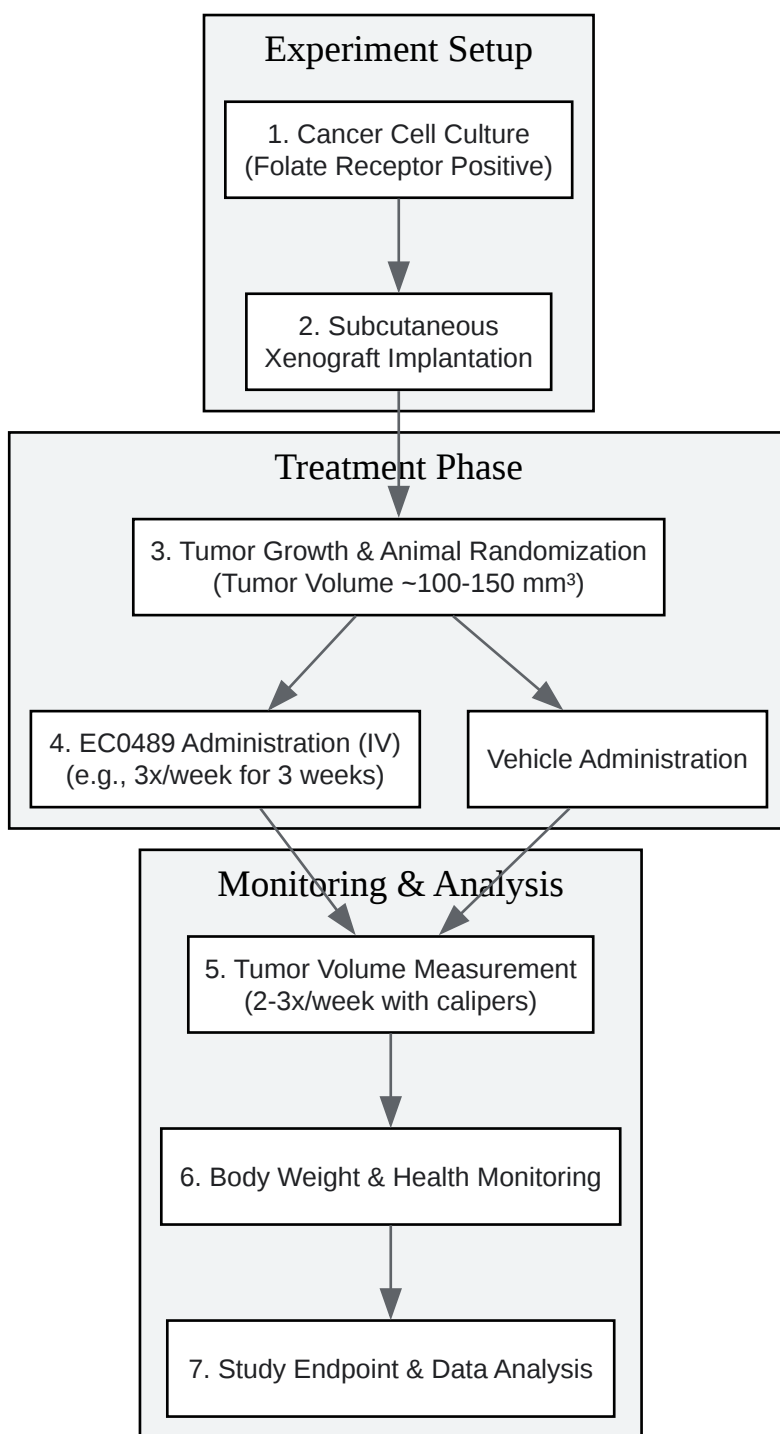 Experiment Setup
1. Cancer Cell Culture
(Folate Receptor Positive)
2. Subcutaneous
Xenograft Implantation
Treatment Phase
3. Tumor Growth & Animal Randomization
(Tumor Volume ~100-150 mm³)
4. EC0489 Administration (IV)
(e.g., 3x/week for 3 weeks)
Vehicle Administration
Monitoring & Analysis
5. Tumor Volume Measurement
(2-3x/week with calipers)
6. Body Weight & Health Monitoring
7. Study Endpoint & Data Analysis